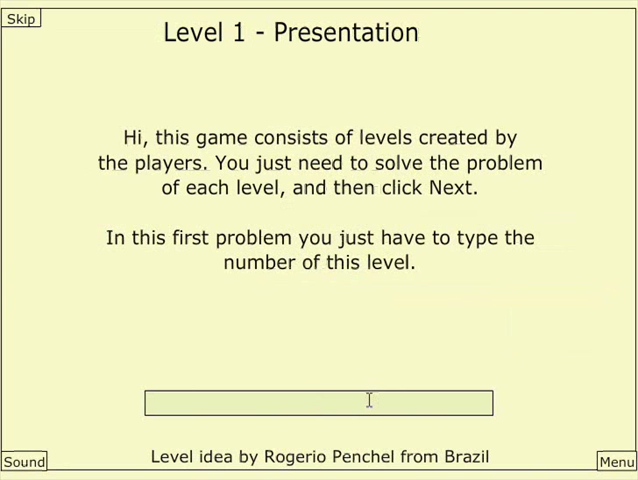 Skip
Level 1 - Presentation
Hi, this game consists of levels created by
the players. You just need to solve the problem
of each level, and then click Next.
In this first problem you just have to type the
number of this level.
Level idea by Rogerio Penchel from Brazil
Sound
Menu